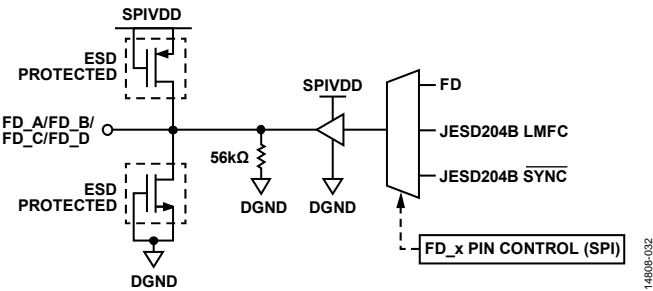 SPIVDD
ESD
PROTECTED
SPIVDD
FD
FD_A/FD_B/
FD_C/FD_D
JESD204B LMFC
56kΩ
JESD204B SYNC
ESD
PROTECTED
DGND
DGND
FD_x PIN CONTROL (SPI)
DGND
14808-032